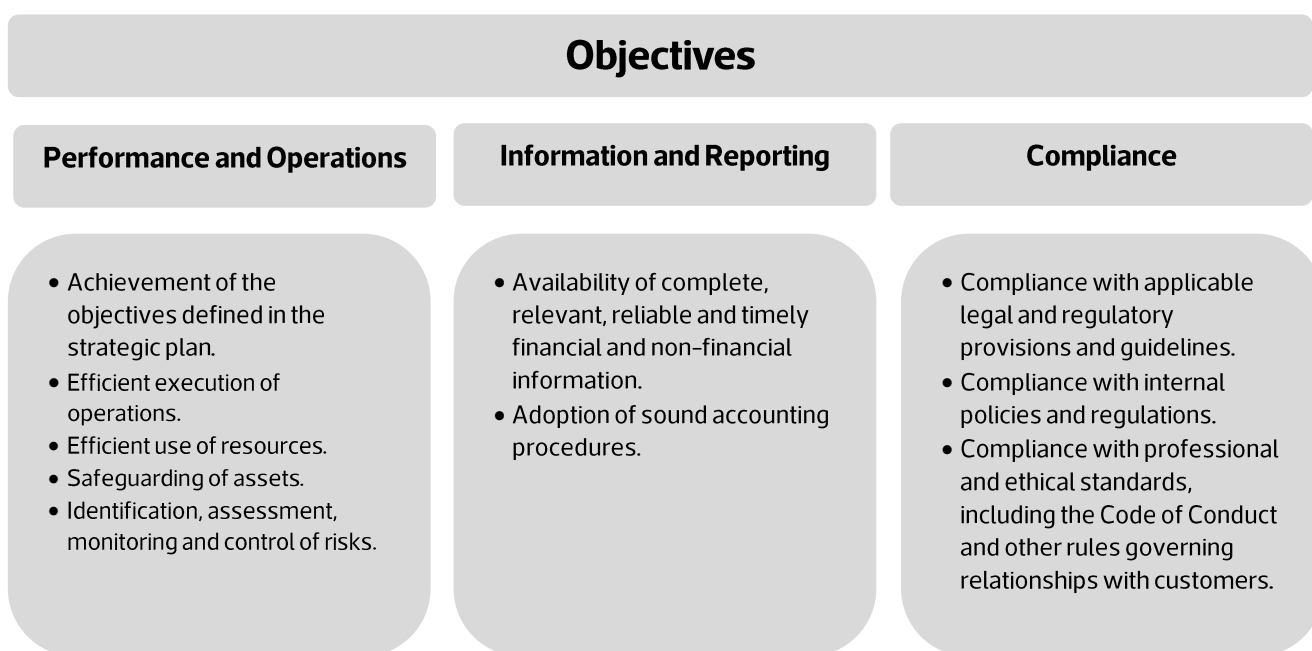 Objectives
Performance and Operations
Information and Reporting
Compliance
• Achievement of the
objectives defined in the
strategic plan.
• Efficient execution of
operations.
• Efficient use of resources.
• Safeguarding of assets.
• Identification, assessment,
monitoring and control of risks.
• Availability of complete,
relevant, reliable and timely
financial and non-financial
information.
• Adoption of sound accounting
procedures.
• Compliance with applicable
legal and regulatory
provisions and guidelines.
• Compliance with internal
policies and regulations.
• Compliance with professional
and ethical standards,
including the Code of Conduct
and other rules governing
relationships with customers.